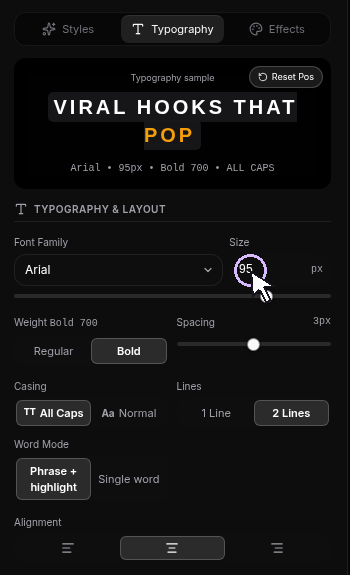 Styles
Typography
Effects
Typography sample
Reset Pos
VIRAL HOOKS THAT
POP
Arial • 95px • Bold 700 • ALL CAPS
TYPOGRAPHY & LAYOUT
Font Family
Size
Arial
95
px
Weight Bold 700
Spacing
3px
Regular
Bold
Casing
Lines
TT All Caps
Aa Normal
1 Line
2 Lines
Word Mode
Phrase +
highlight
Single word
Alignment